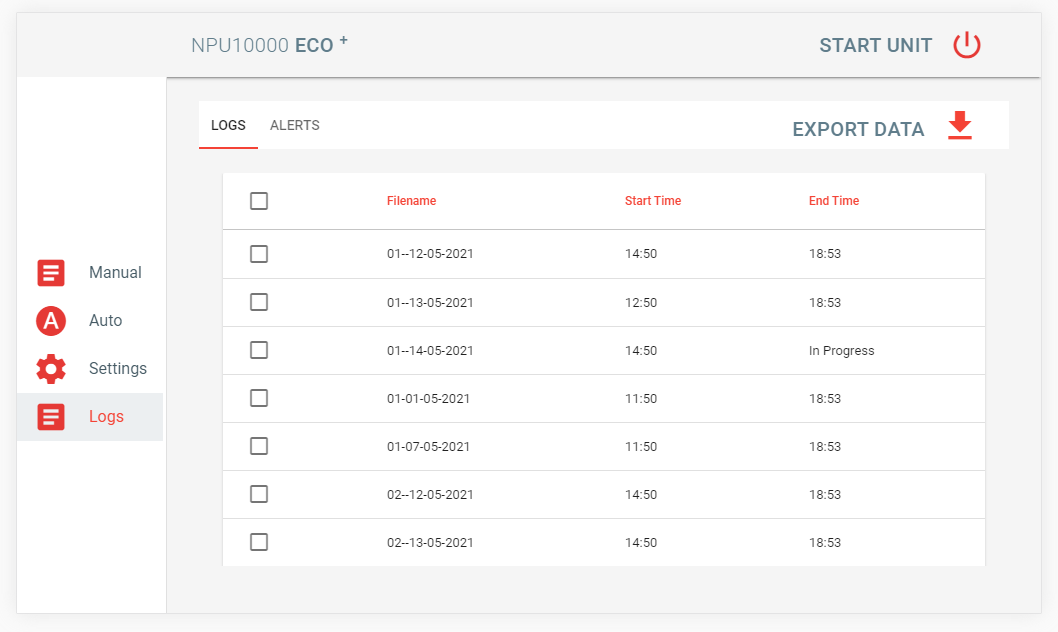 NPU10000 ECO +
START UNIT
LOGS ALERTS
EXPORT DATA
Manual
A Auto
Settings
Logs
Filename Start Time End Time
01--12-05-2021 14:50 18:53
01--13-05-2021 12:50 18:53
01--14-05-2021 14:50 In Progress
01-01-05-2021 11:50 18:53
01-07-05-2021 11:50 18:53
02--12-05-2021 14:50 18:53
02--13-05-2021 14:50 18:53